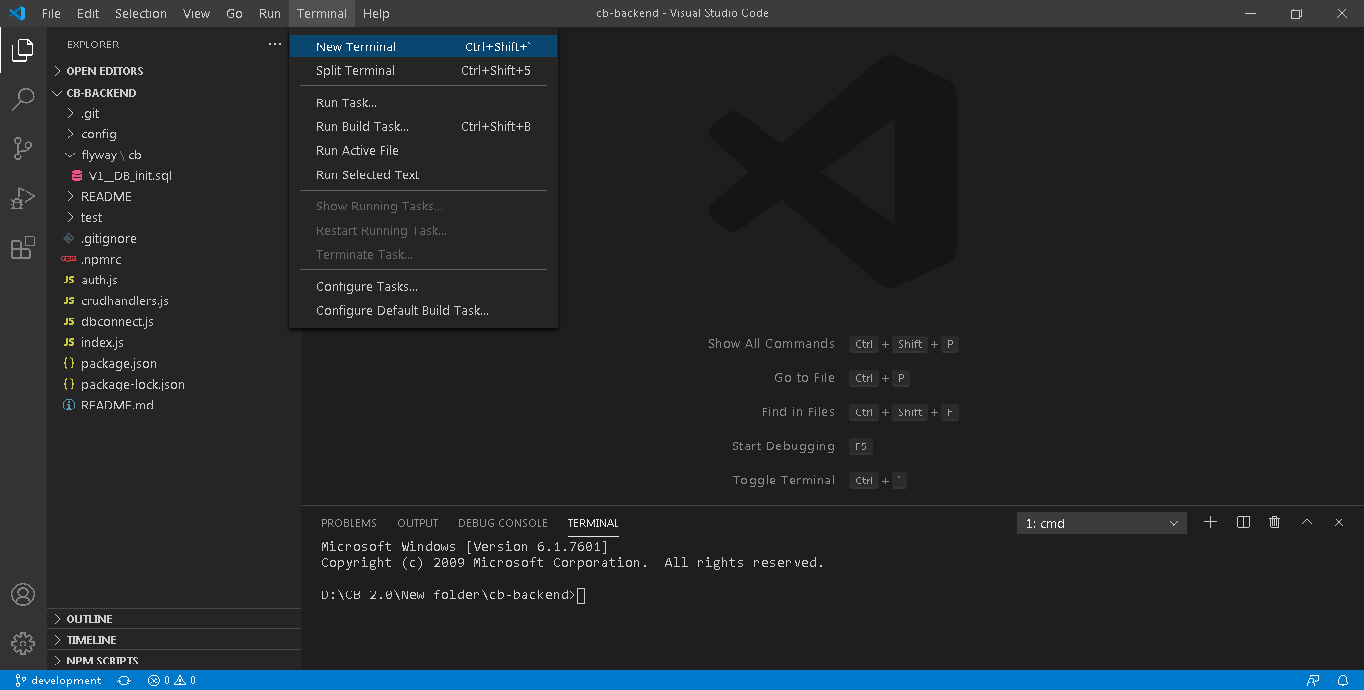 File Edit Selection View Go Run Terminal Help
cb-backend - Visual Studio Code
EXPLORER
OPEN EDITORS
CB-BACKEND
.git
config
flyway \ cb
V1__DB_init.sql
README
test
.gitignore
.npmrc
auth.js
crudhandlers.js
dbconnect.js
index.js
package.json
package-lock.json
README.md
OUTLINE
TIMELINE
NPM SCRIPTS
New Terminal Ctrl+Shift+`
Split Terminal Ctrl+Shift+5
Run Task...
Run Build Task... Ctrl+Shift+B
Run Active File
Run Selected Text
Show Running Tasks...
Restart Running Task...
Terminate Task...
Configure Tasks...
Configure Default Build Task...
Show All Commands Ctrl + Shift + P
Go to File Ctrl + P
Find in Files Ctrl + Shift + F
Start Debugging F5
Toggle Terminal Ctrl + `
PROBLEMS OUTPUT DEBUG CONSOLE TERMINAL
1: cmd
Microsoft Windows [Version 6.1.7601]
Copyright (c) 2009 Microsoft Corporation.  All rights reserved.
D:\CB 2.0\New folder\cb-backend>
development 0 0